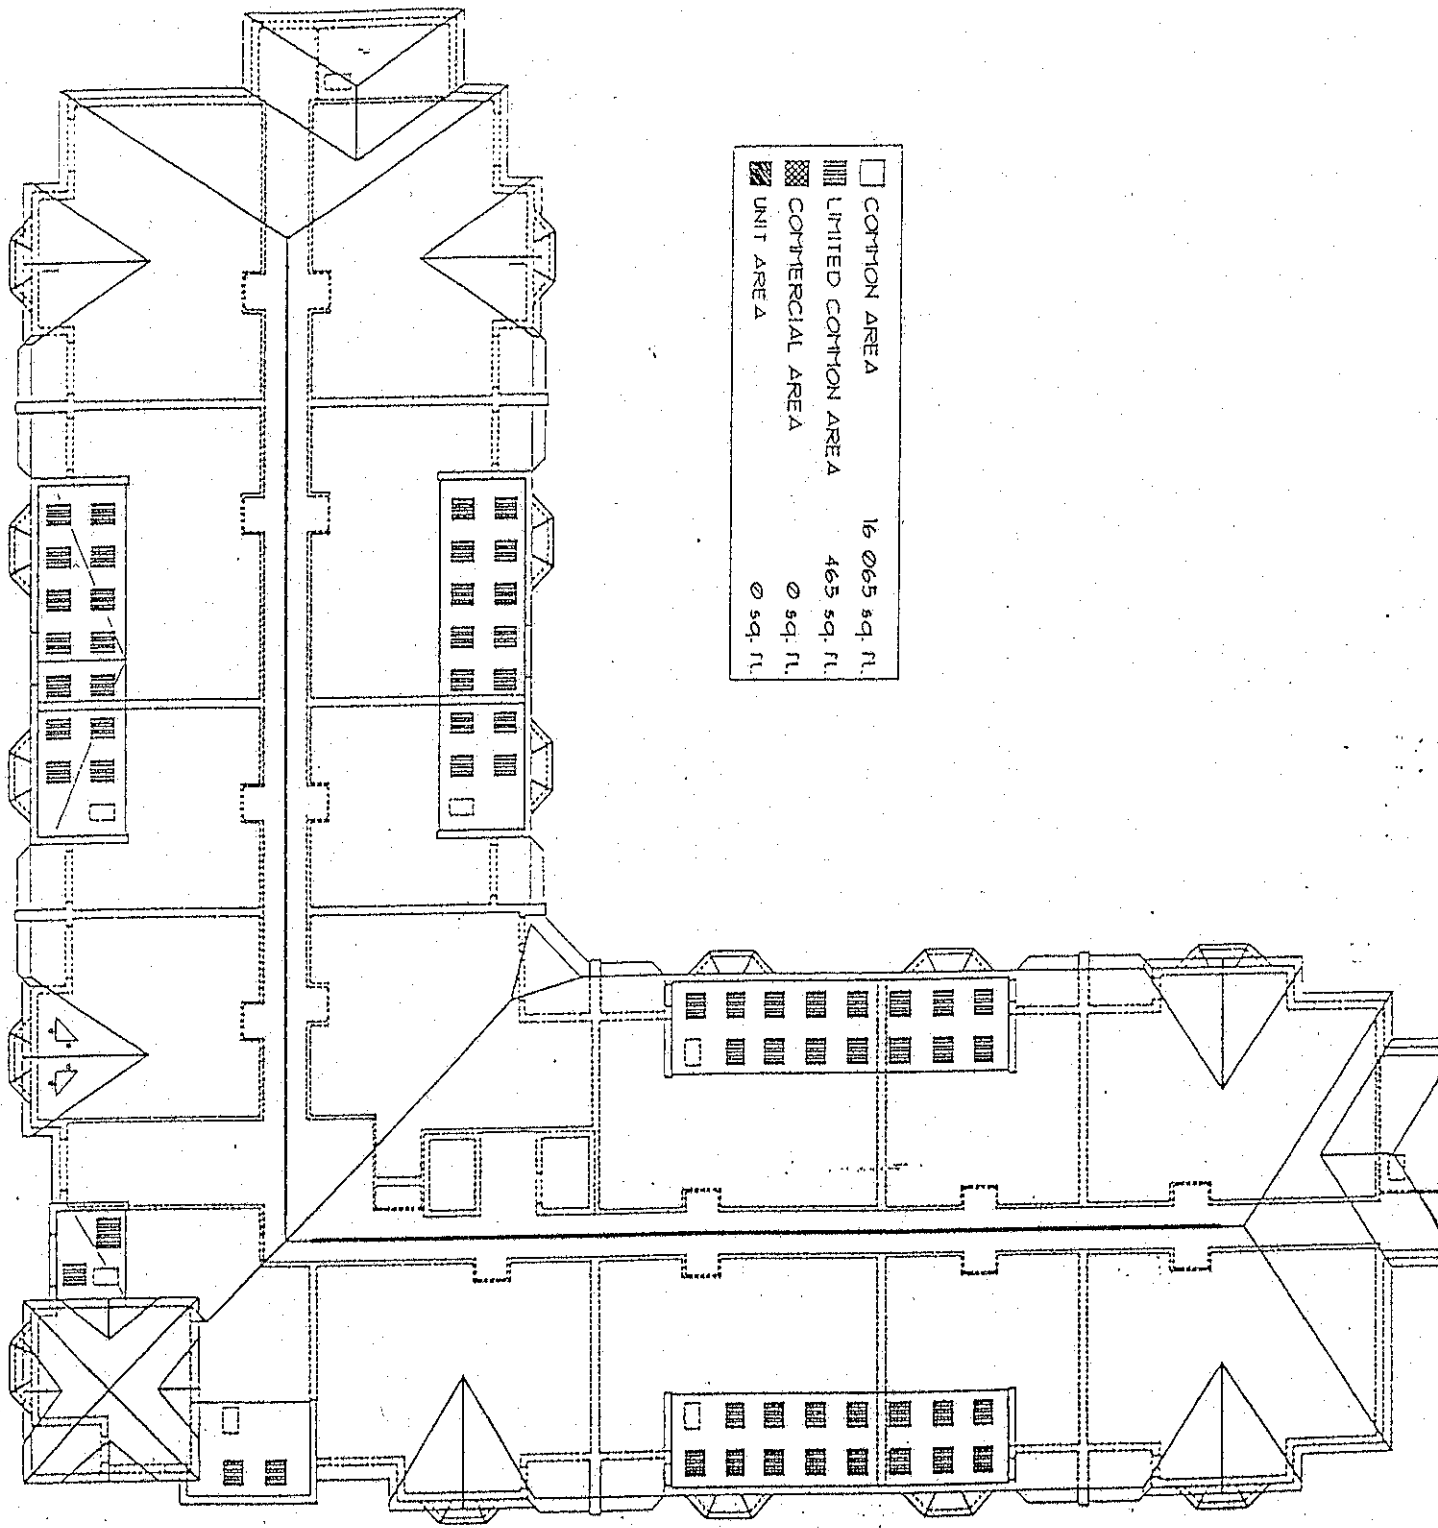 COMMON AREA 16 065 sq. ft.
LIMITED COMMON AREA 465 sq. ft.
COMMERCIAL AREA 0 sq. ft.
UNIT AREA 0 sq. ft.